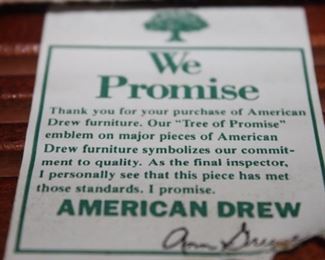 We
Promise
Thank you for your purchase of American
Drew furniture. Our "Tree of Promise"
emblem on major pieces of American
Drew furniture symbolizes our commit-
ment to quality. As the final inspector,
I personally see that this piece has met
those standards. I promise.
AMERICAN DREW
Ann